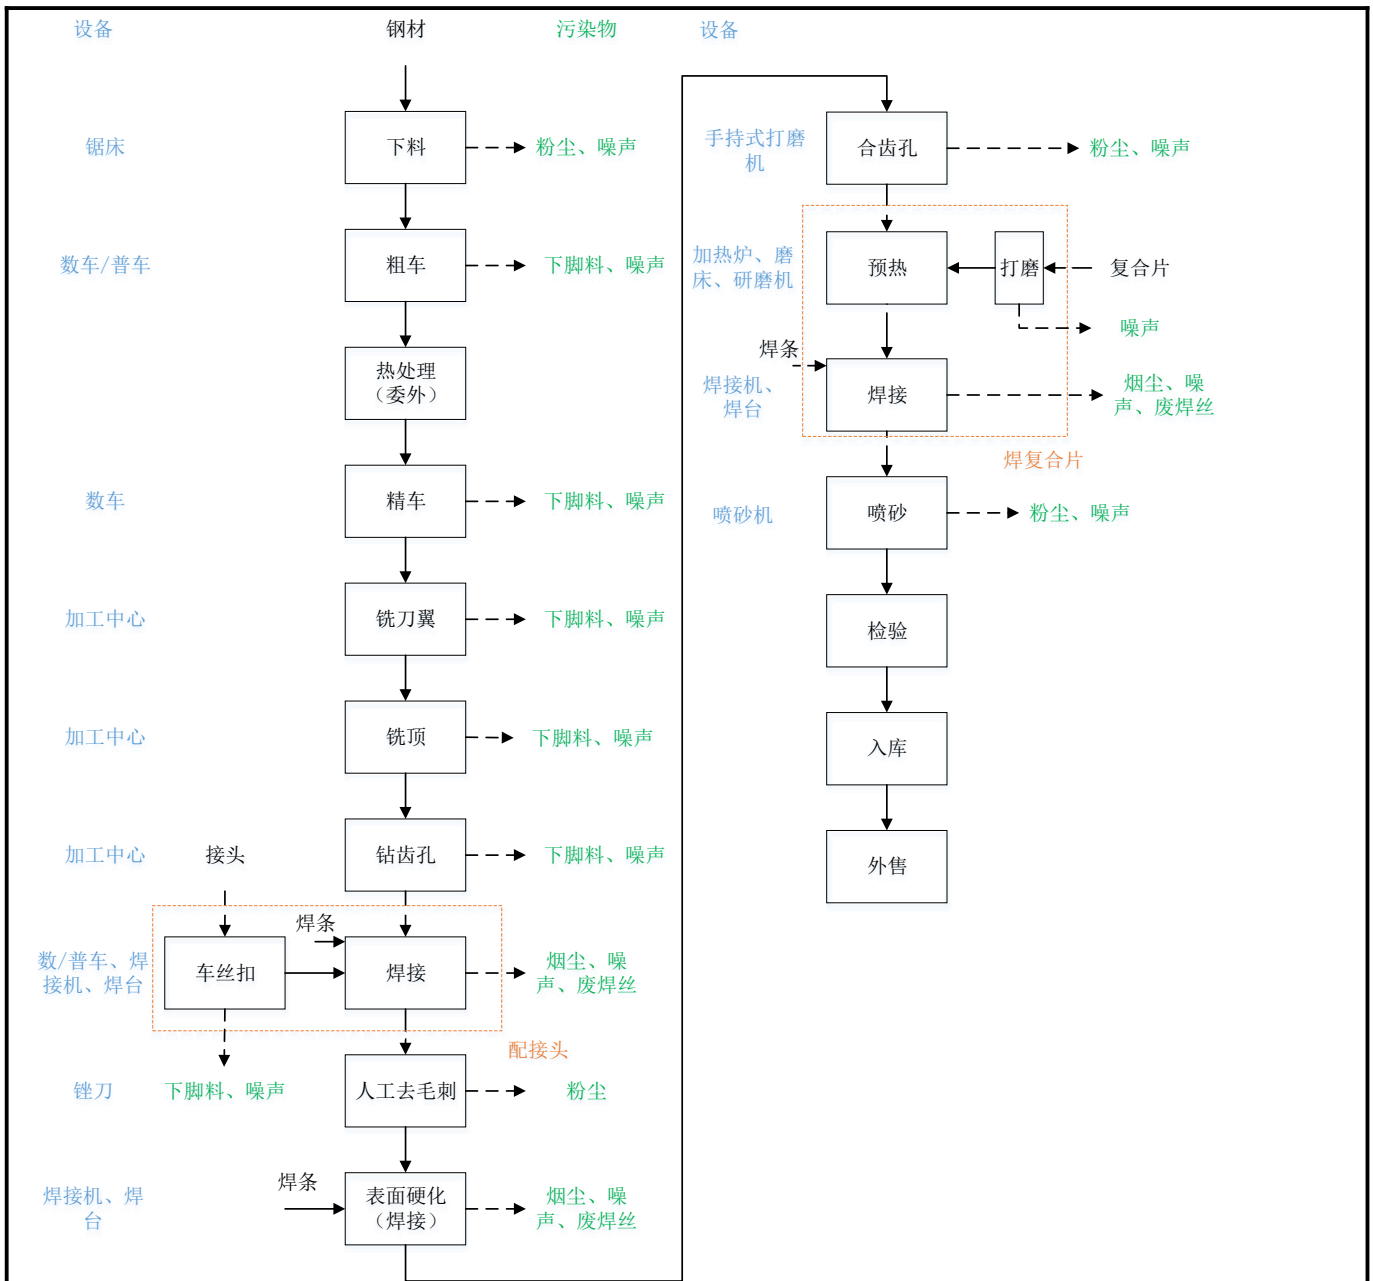 设备
钢材
污染物
设备
锯床
下料
粉尘、噪声
数车/普车
粗车
下脚料、噪声
热处理
（委外）
数车
精车
下脚料、噪声
加工中心
铣刀翼
下脚料、噪声
加工中心
铣顶
下脚料、噪声
加工中心
接头
钻齿孔
下脚料、噪声
焊条
数/普车、焊
接机、焊台
车丝扣
焊接
烟尘、噪
声、废焊丝
配接头
锉刀
下脚料、噪声
人工去毛刺
粉尘
焊接机、焊
台
焊条
表面硬化
（焊接）
烟尘、噪
声、废焊丝
手持式打磨
机
合齿孔
粉尘、噪声
加热炉、磨
床、研磨机
预热
打磨
复合片
噪声
焊条
焊接机、
焊台
焊接
烟尘、噪
声、废焊丝
焊复合片
喷砂机
喷砂
粉尘、噪声
检验
入库
外售